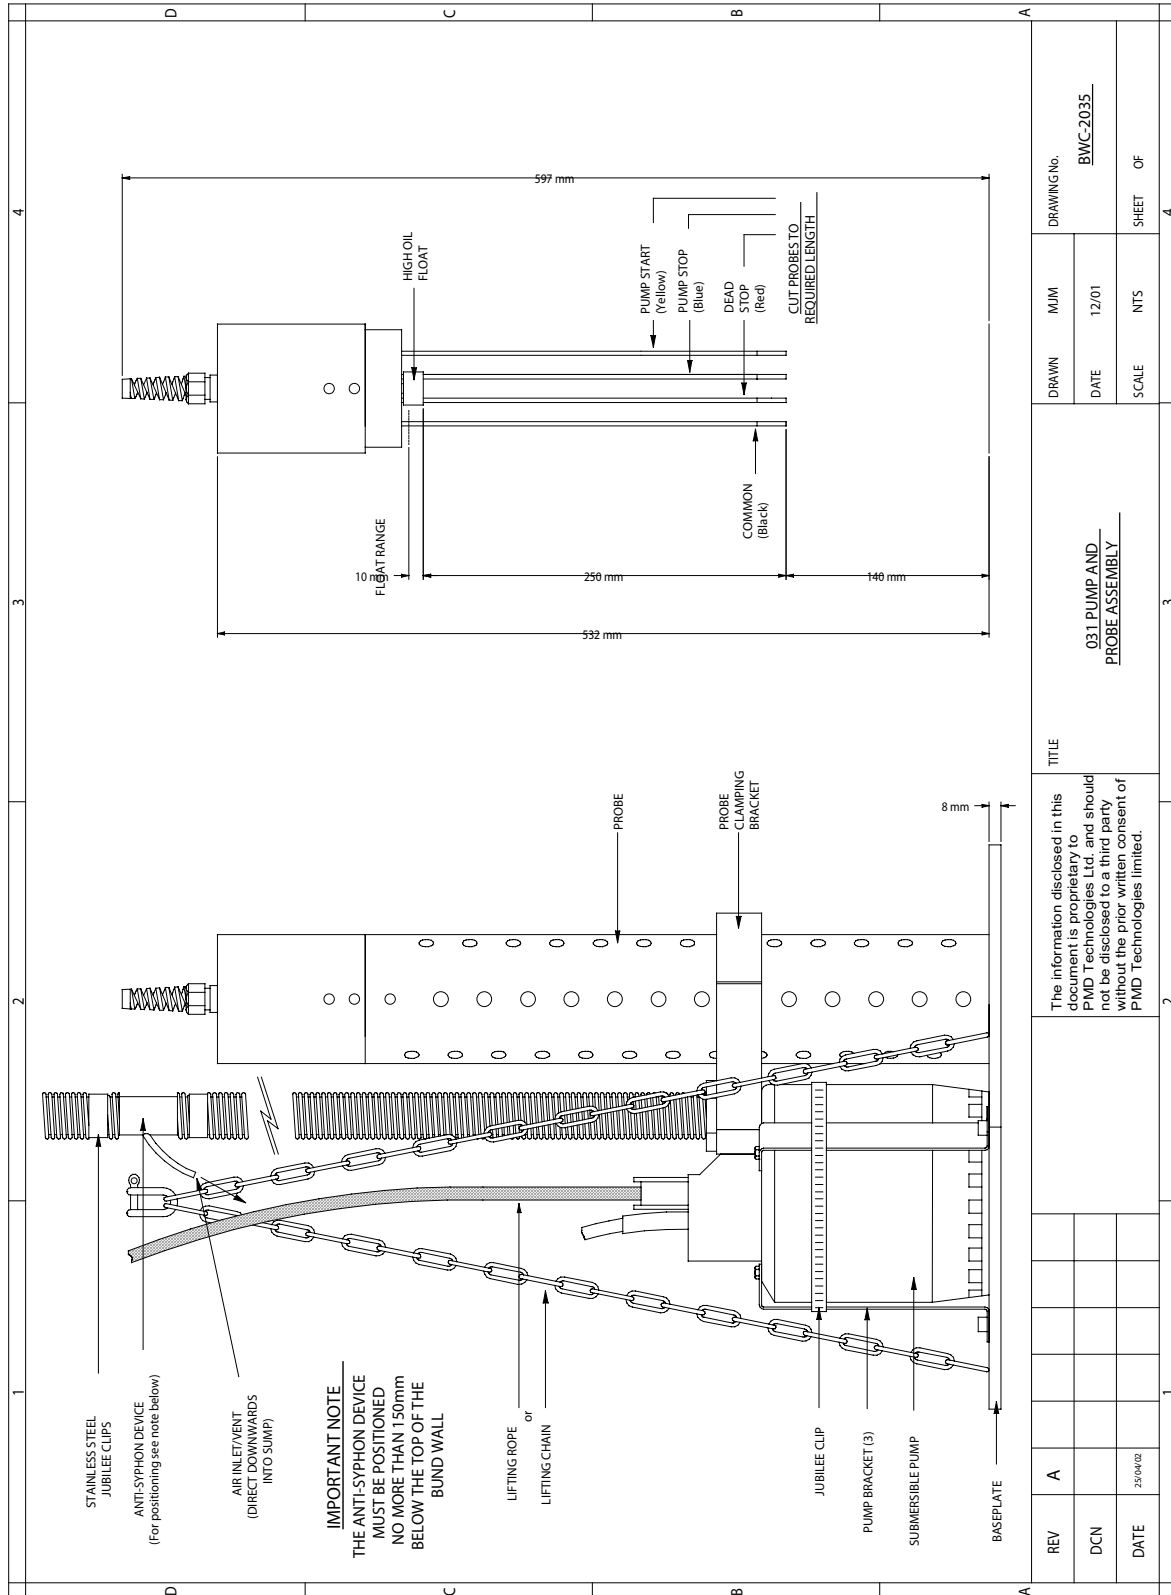 1
2
3
4
D
C
B
A
D
C
B
A
STAINLESS STEEL
JUBILEE CLIPS
ANTI-SYPHON DEVICE
(For positioning see note below)
AIR INLET/VENT
(DIRECT DOWNWARDS
INTO SUMP)
IMPORTANT NOTE
THE ANTI-SYPHON DEVICE
MUST BE POSITIONED
NO MORE THAN 150mm
BELOW THE TOP OF THE
BUND WALL
LIFTING ROPE
or
LIFTING CHAIN
JUBILEE CLIP
PUMP BRACKET (3)
SUBMERSIBLE PUMP
BASEPLATE
PROBE
PROBE
CLAMPING
BRACKET
8 mm
597 mm
532 mm
FLOAT RANGE
10 mm
250 mm
140 mm
HIGH OIL
FLOAT
PUMP START
(Yellow)
PUMP STOP
(Blue)
DEAD
STOP
(Red)
CUT PROBES TO
REQUIRED LENGTH
COMMON
(Black)
REV
A
DCN
DATE
25/04/02
The information disclosed in this
document is proprietary to
PMD Technologies Ltd. and should
not be disclosed to a third party
without the prior written consent of
PMD Technologies limited.
TITLE
031 PUMP AND
PROBE ASSEMBLY
DRAWN
MJM
DATE
12/01
SCALE
NTS
DRAWING No.
BWC-2035
SHEET OF
1
2
3
4